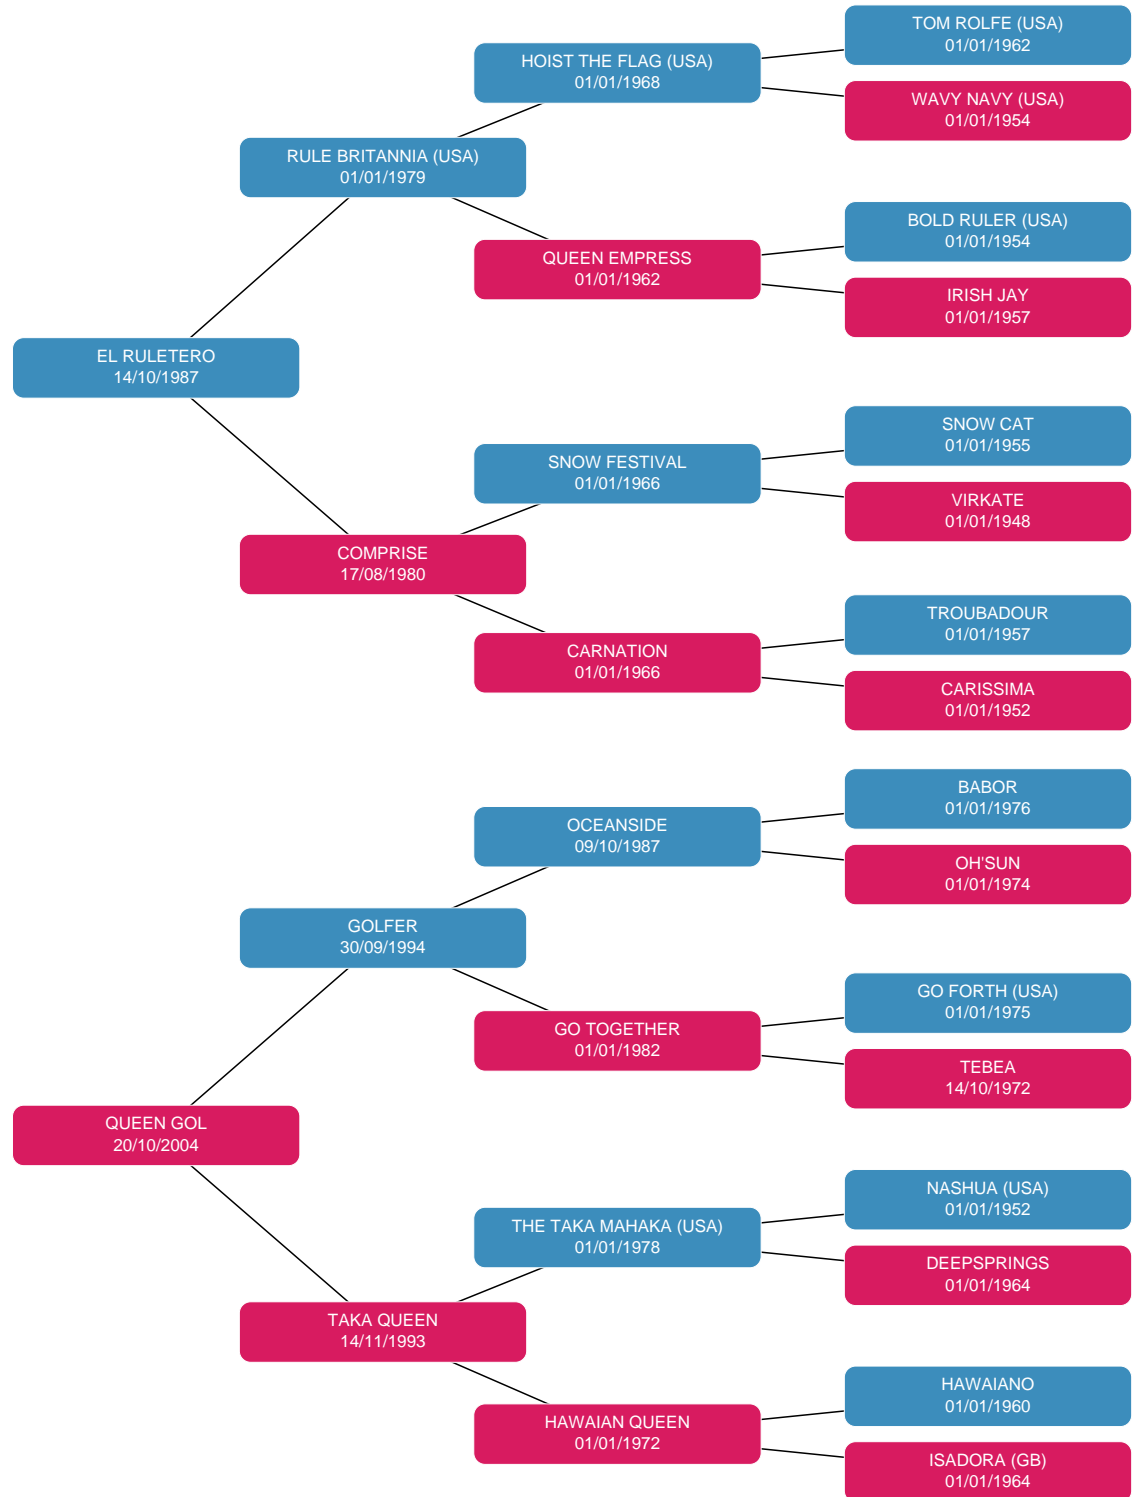 TOM ROLFE (USA)
01/01/1962
HOIST THE FLAG (USA)
01/01/1968
WAVY NAVY (USA)
01/01/1954
RULE BRITANNIA (USA)
01/01/1979
BOLD RULER (USA)
01/01/1954
QUEEN EMPRESS
01/01/1962
IRISH JAY
01/01/1957
EL RULETERO
14/10/1987
SNOW CAT
01/01/1955
SNOW FESTIVAL
01/01/1966
VIRKATE
01/01/1948
COMPRISE
17/08/1980
TROUBADOUR
01/01/1957
CARNATION
01/01/1966
CARISSIMA
01/01/1952
BABOR
01/01/1976
OCEANSIDE
09/10/1987
OH'SUN
01/01/1974
GOLFER
30/09/1994
GO FORTH (USA)
01/01/1975
GO TOGETHER
01/01/1982
TEBEA
14/10/1972
QUEEN GOL
20/10/2004
NASHUA (USA)
01/01/1952
THE TAKA MAHAKA (USA)
01/01/1978
DEEPSPRINGS
01/01/1964
TAKA QUEEN
14/11/1993
HAWAIANO
01/01/1960
HAWAIAN QUEEN
01/01/1972
ISADORA (GB)
01/01/1964